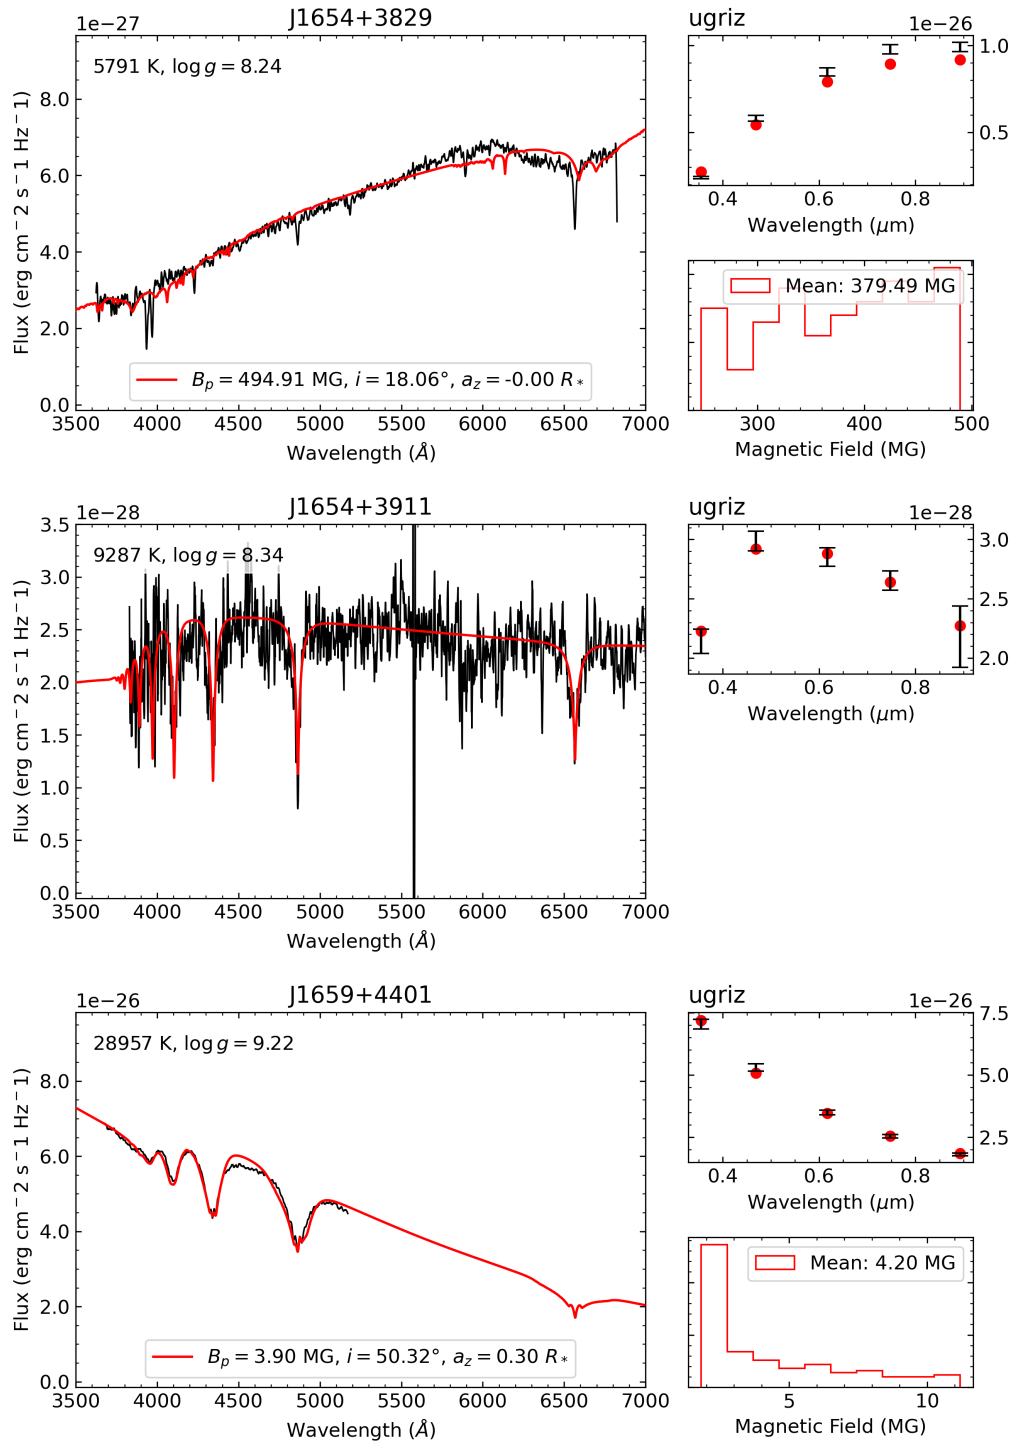 J1654+3829
1e−27
5791 K, log g = 8.24
8.0
6.0
4.0
2.0
0.0
Flux (erg cm−2 s−1 Hz−1)
B_p = 494.91 MG, i = 18.06°, a_z = -0.00 R_*
3500 4000 4500 5000 5500 6000 6500 7000
Wavelength (Å)
ugriz
1e−26
1.0
0.5
0.4 0.6 0.8
Wavelength (μm)
Mean: 379.49 MG
300 400 500
Magnetic Field (MG)
J1654+3911
1e−28
9287 K, log g = 8.34
3.5
3.0
2.5
2.0
1.5
1.0
0.5
0.0
Flux (erg cm−2 s−1 Hz−1)
3500 4000 4500 5000 5500 6000 6500 7000
Wavelength (Å)
ugriz
1e−28
3.0
2.5
2.0
0.4 0.6 0.8
Wavelength (μm)
J1659+4401
1e−26
28957 K, log g = 9.22
8.0
6.0
4.0
2.0
0.0
Flux (erg cm−2 s−1 Hz−1)
B_p = 3.90 MG, i = 50.32°, a_z = 0.30 R_*
3500 4000 4500 5000 5500 6000 6500 7000
Wavelength (Å)
ugriz
1e−26
7.5
5.0
2.5
0.4 0.6 0.8
Wavelength (μm)
Mean: 4.20 MG
5 10
Magnetic Field (MG)